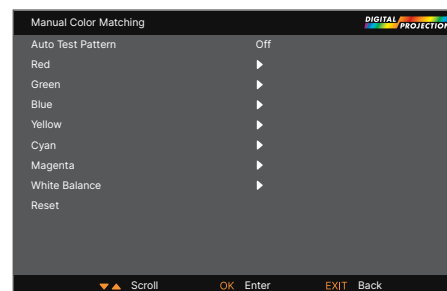 Manual Color Matching
DIGITAL PROJECTION
Auto Test Pattern Off
Red
Green
Blue
Yellow
Cyan
Magenta
White Balance
Reset
Scroll OK Enter EXIT Back